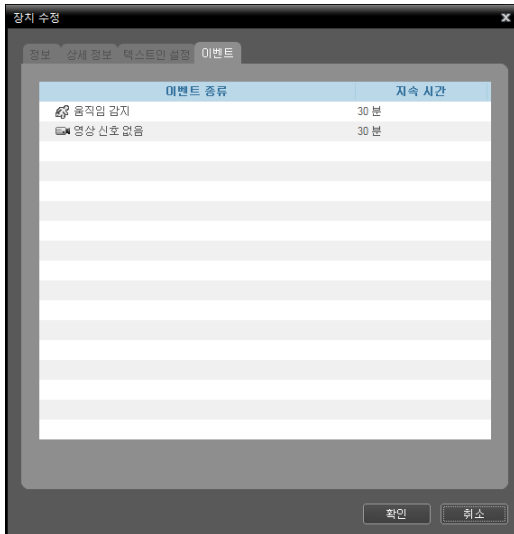 장치 수정
정보 상세 정보 텍스트인 설정 이벤트
이벤트 종류 지속 시간
움직임 감지 30 분
영상 신호 없음 30 분
확인 취소